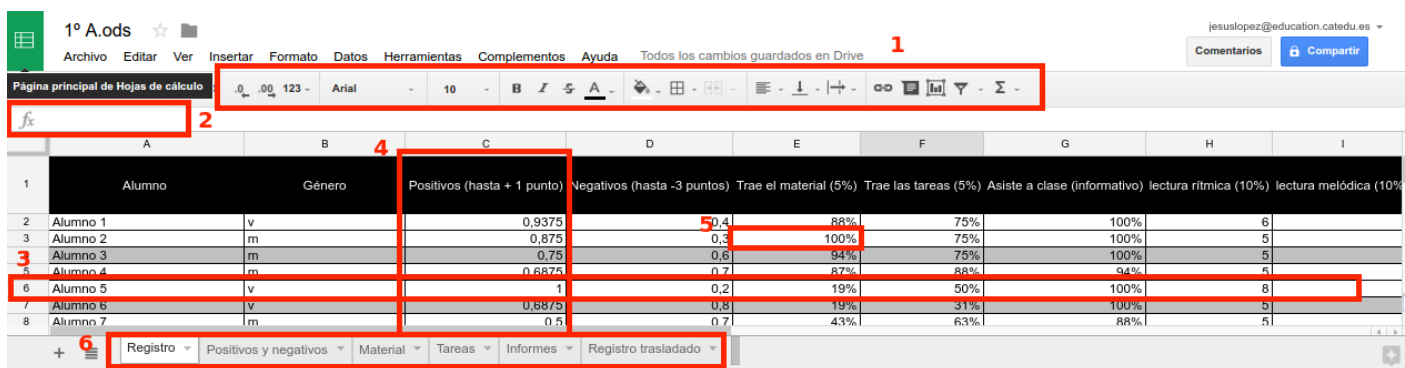 1º A.ods
jesuslopez@education.catedu.es
Archivo Editar Ver Insertar Formato Datos Herramientas Complementos Ayuda Todos los cambios guardados en Drive 1 Comentarios Compartir
Página principal de Hojas de cálculo .0 .00 123 Arial 10 B I S A Σ
fx 2
A B 4 C D E F G H I
1 Alumno Género Positivos (hasta + 1 punto) Negativos (hasta -3 puntos) Trae el material (5%) Trae las tareas (5%) Asiste a clase (informativo) lectura rítmica (10%) lectura melódica (10%
2 Alumno 1 v 0,9375 0,4 88% 75% 100% 6
5
3 Alumno 2 m 0,875 0,3 100% 75% 100% 5
3 Alumno 3 m 0,75 0,6 94% 75% 100% 5
5 Alumno 4 m 0,6875 0,7 87% 88% 94% 5
6 Alumno 5 v 1 0,2 19% 50% 100% 8
7 Alumno 6 v 0,6875 0,8 19% 31% 100% 5
8 Alumno 7 m 0,5 0,7 43% 63% 88% 5
6 Registro Positivos y negativos Material Tareas Informes Registro trasladado